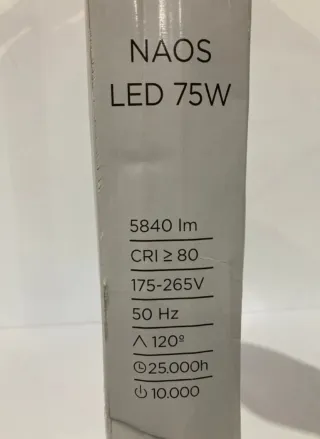 NAOS
LED 75W
5840 lm
CRI ≥ 80
175-265V
50 Hz
120º
25.000h
10.000